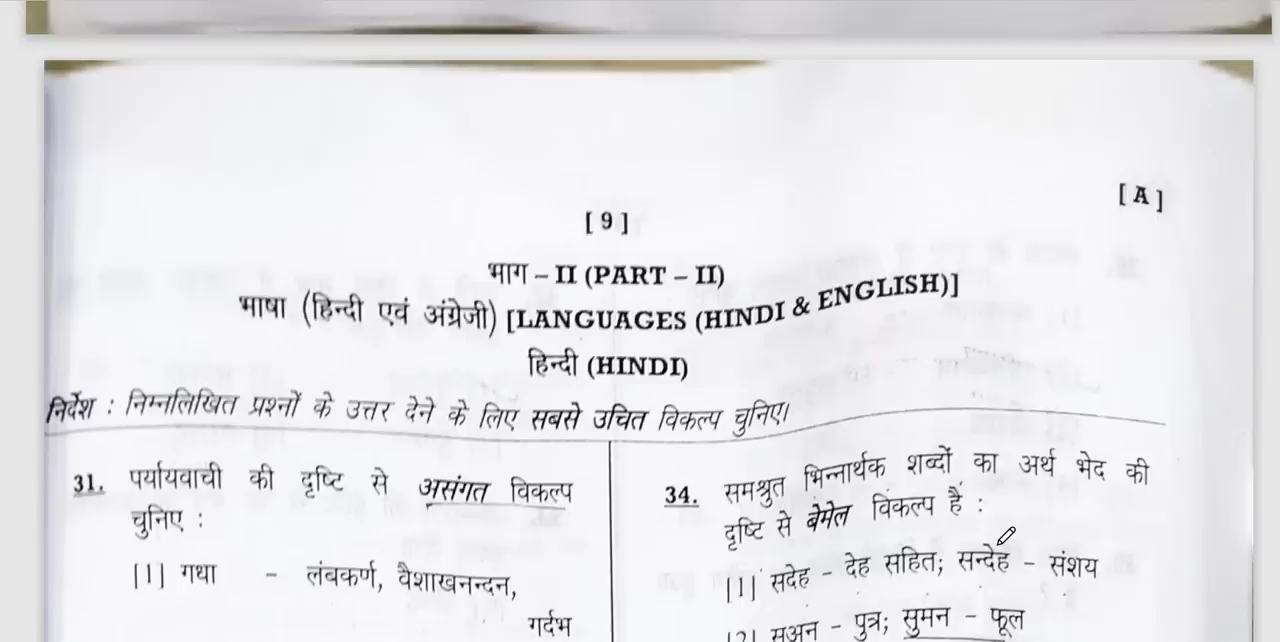 [ A ]
[ 9 ]
भाग – II (PART – II)
भाषा (हिन्दी एवं अंग्रेजी) [LANGUAGES (HINDI & ENGLISH)]
हिन्दी (HINDI)
निर्देश : निम्नलिखित प्रश्नों के उत्तर देने के लिए सबसे उचित विकल्प चुनिए।
31. पर्यायवाची की दृष्टि से असंगत विकल्प
चुनिए :
[1] गधा – लंबकर्ण, वैशाखनन्दन,
गर्दभ
34. समश्रुत भिन्नार्थक शब्दों का अर्थ भेद की
दृष्टि से बेमेल विकल्प है :
[1] सदेह – देह सहित; सन्देह – संशय
[2] सुअन – पुत्र; सुमन – फूल